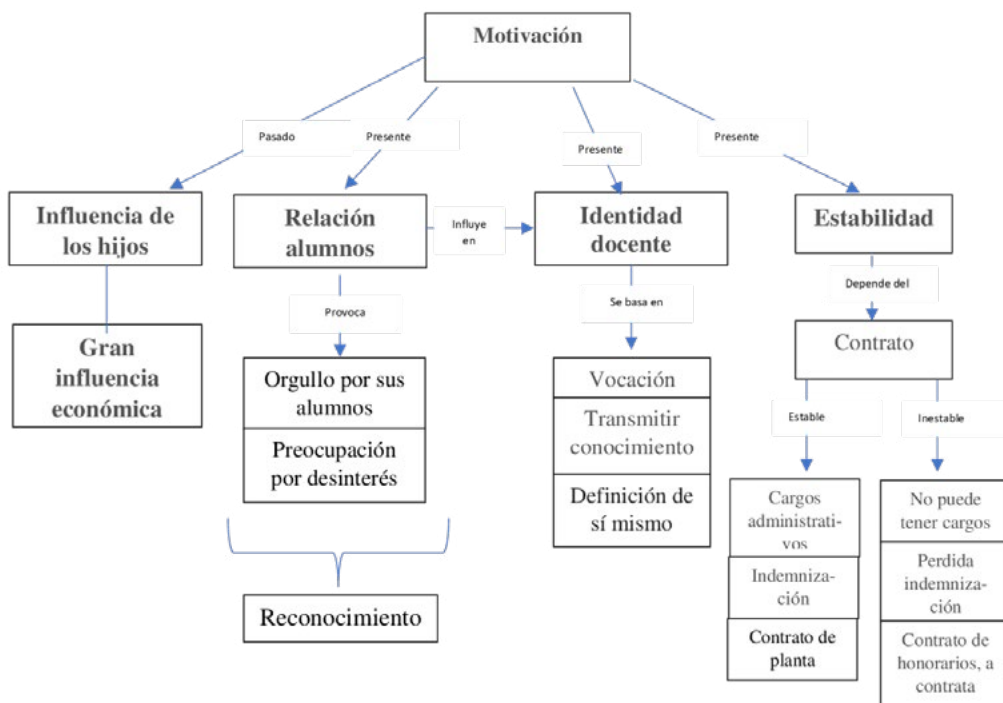 Motivación
Pasado
Presente
Presente
Presente
Influencia de
los hijos
Relación
alumnos
Influye
en
Identidad
docente
Estabilidad
Provoca
Se basa en
Depende del
Gran
influencia
económica
Orgullo por sus
alumnos
Preocupación
por desinterés
Reconocimiento
Vocación
Transmitir
conocimiento
Definición de
sí mismo
Contrato
Estable
Inestable
Cargos
administrati-
vos
Indemniza-
ción
Contrato de
planta
No puede
tener cargos
Perdida
indemniza-
ción
Contrato de
honorarios, a
contrata